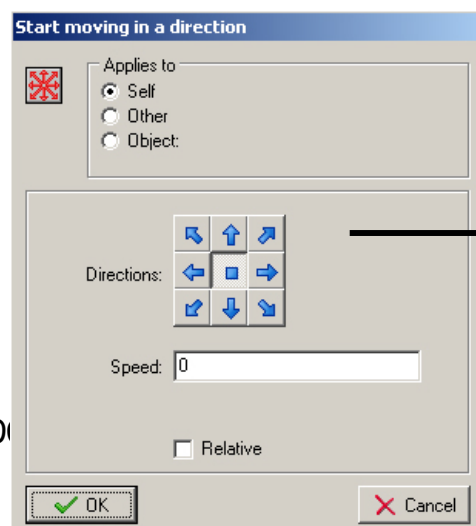 Start moving in a direction
Applies to
Self
Other
Object:
Directions:
Speed: 0
Relative
OK
Cancel